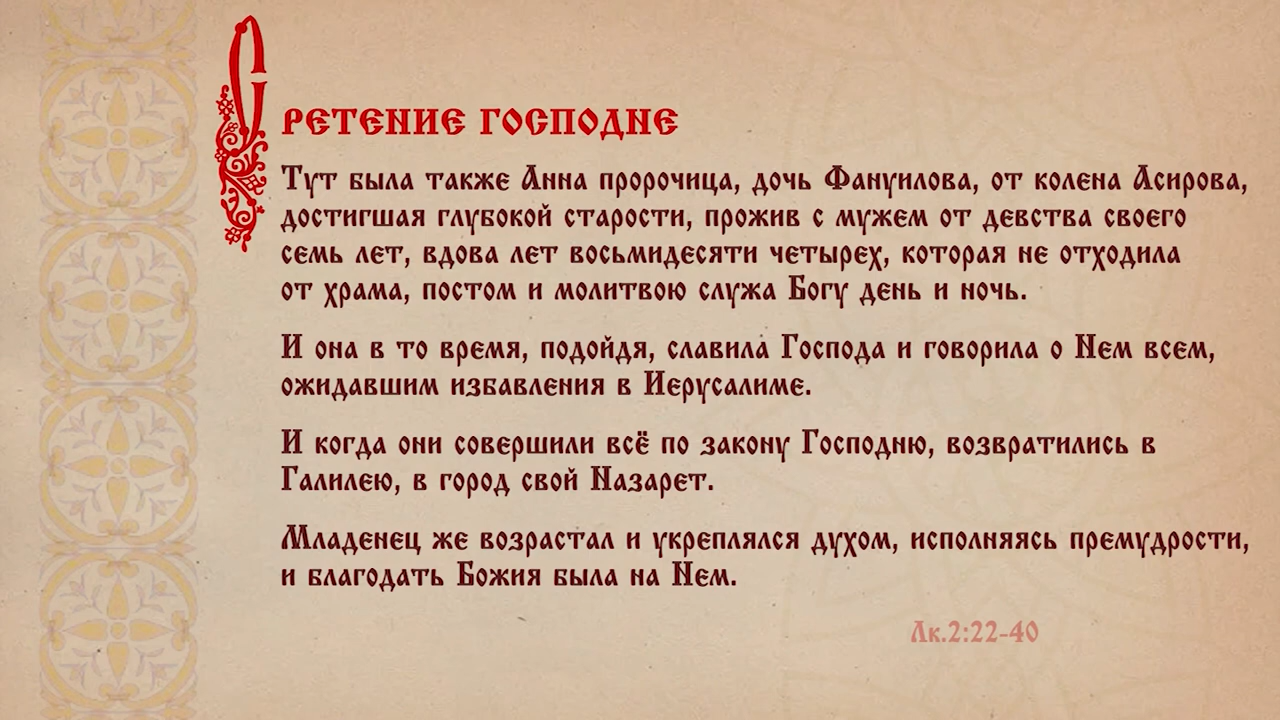 СРЕТЕНИЕ ГОСПОДНЕ
Тут была также Анна пророчица, дочь Фануилова, от колена Асирова,
достигшая глубокой старости, прожив с мужем от девства своего
семь лет, вдова лет восьмидесяти четырех, которая не отходила
от храма, постом и молитвою служа Богу день и ночь.
И она в то время, подойдя, славила Господа и говорила о Нем всем,
ожидавшим избавления в Иерусалиме.
И когда они совершили всё по закону Господню, возвратились в
Галилею, в город свой Назарет.
Младенец же возрастал и укреплялся духом, исполняясь премудрости,
и благодать Божия была на Нем.
Лк.2:22-40